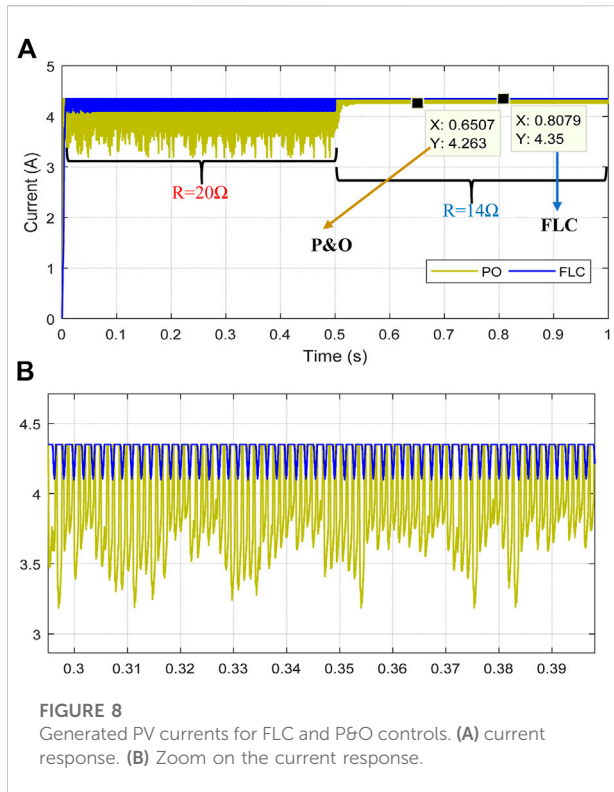 A
5
4
3
2
1
0
Current (A)
X: 0.6507
Y: 4.263
X: 0.8079
Y: 4.35
R=20Ω
R=14Ω
P&O
FLC
PO FLC
0 0.1 0.2 0.3 0.4 0.5 0.6 0.7 0.8 0.9 1
Time (s)
B
4.5
4
3.5
3
0.3 0.31 0.32 0.33 0.34 0.35 0.36 0.37 0.38 0.39
FIGURE 8
Generated PV currents for FLC and P&O controls. (A) current
response. (B) Zoom on the current response.